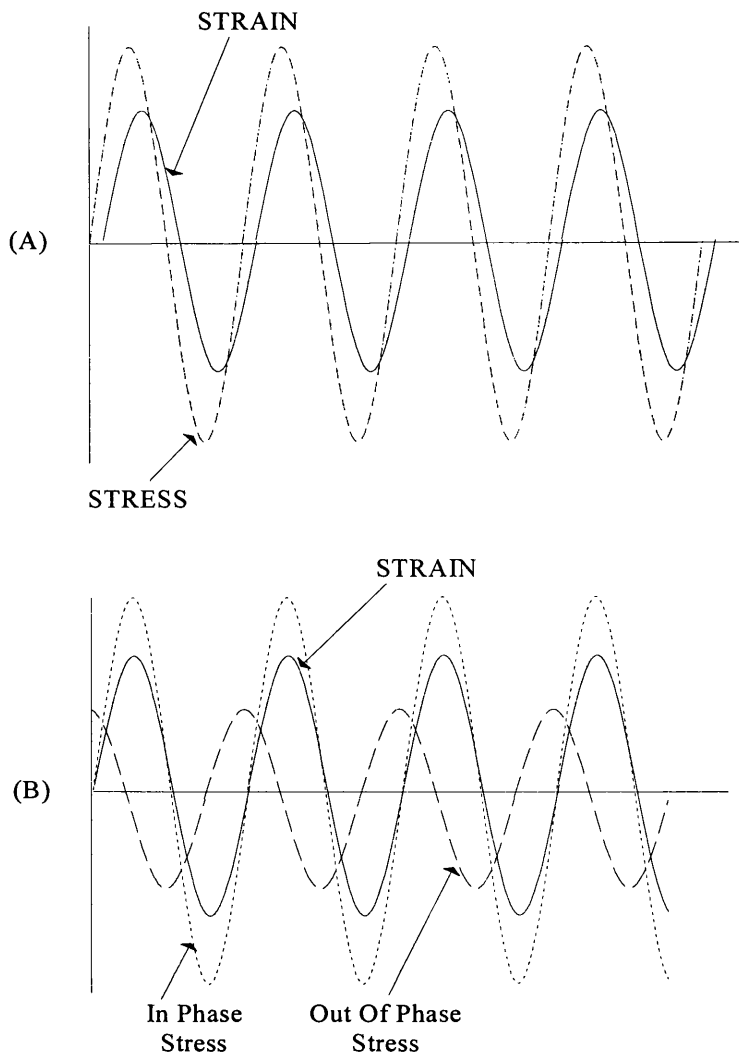 STRAIN
(A)
STRESS
STRAIN
(B)
In Phase
Stress
Out Of Phase
Stress